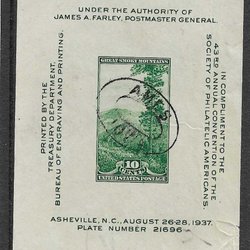 UNDER THE AUTHORITY OF
JAMES A. FARLEY, POSTMASTER GENERAL.
PRINTED BY THE
TREASURY DEPARTMENT,
BUREAU OF ENGRAVING AND PRINTING.
GREAT SMOKY MOUNTAINS
10
CENTS
UNITED STATES POSTAGE
IN COMPLIMENT TO THE
43RD ANNUAL CONVENTION OF THE
SOCIETY OF PHILATELIC AMERICANS.
ASHEVILLE, N.C., AUGUST 26-28, 1937.
PLATE NUMBER 21696